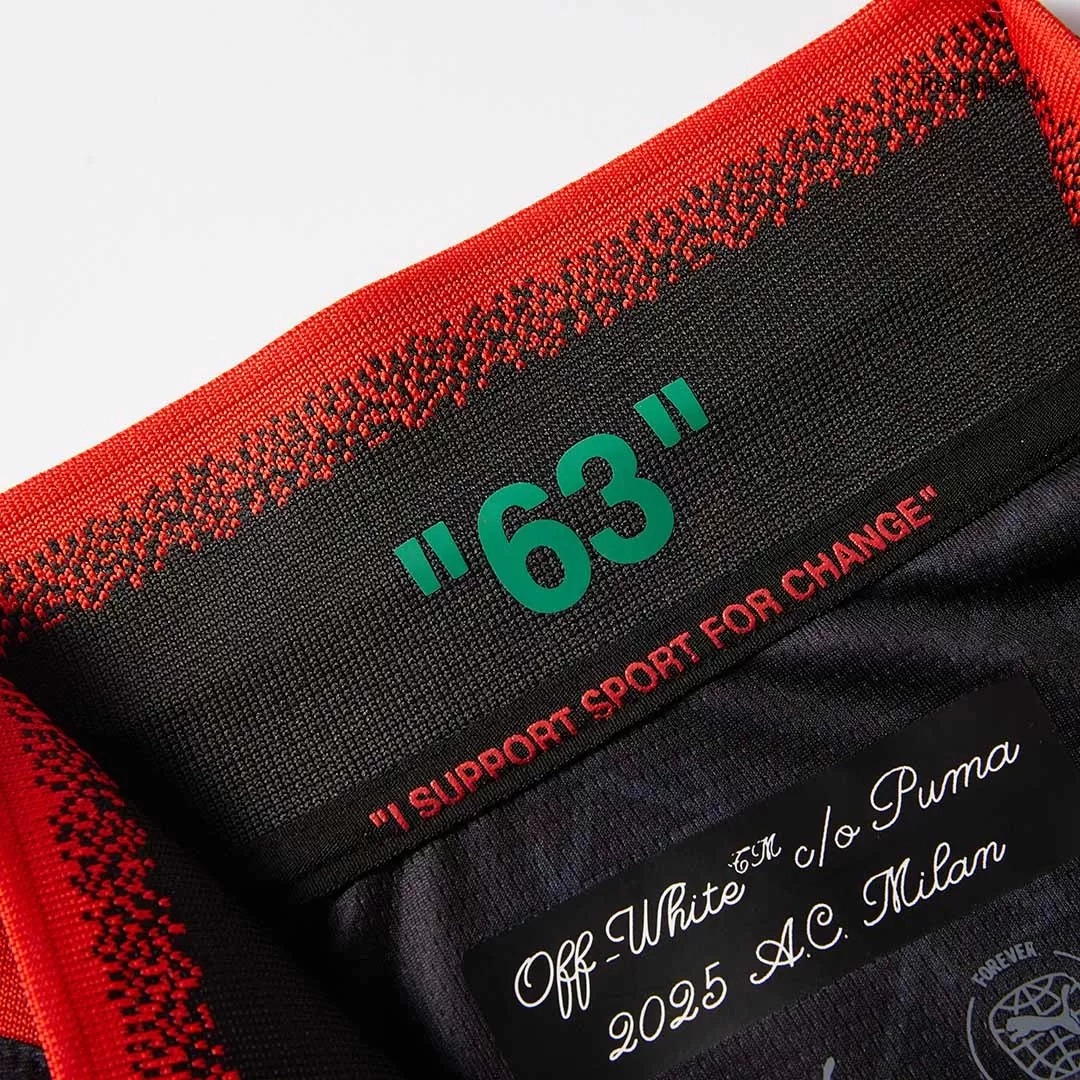 "63"
"I SUPPORT SPORT FOR CHANGE"
Off-White™ c/o Puma
2025 A.C. Milan
FOREVER